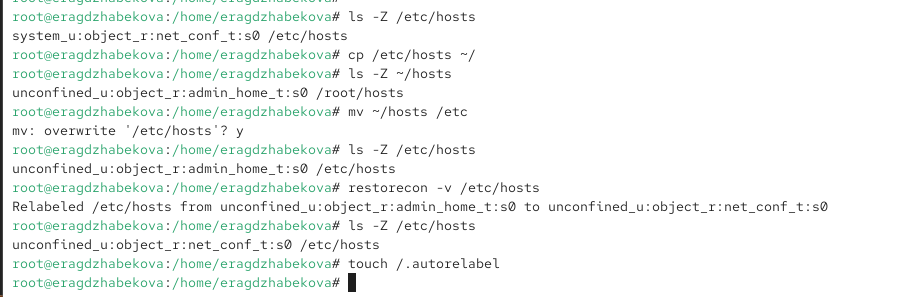 root@eragdzhabekova:/home/eragdzhabekova# ls -Z /etc/hosts
system_u:object_r:net_conf_t:s0 /etc/hosts
root@eragdzhabekova:/home/eragdzhabekova# cp /etc/hosts ~/
root@eragdzhabekova:/home/eragdzhabekova# ls -Z ~/hosts
unconfined_u:object_r:admin_home_t:s0 /root/hosts
root@eragdzhabekova:/home/eragdzhabekova# mv ~/hosts /etc
mv: overwrite '/etc/hosts'? y
root@eragdzhabekova:/home/eragdzhabekova# ls -Z /etc/hosts
unconfined_u:object_r:admin_home_t:s0 /etc/hosts
root@eragdzhabekova:/home/eragdzhabekova# restorecon -v /etc/hosts
Relabeled /etc/hosts from unconfined_u:object_r:admin_home_t:s0 to unconfined_u:object_r:net_conf_t:s0
root@eragdzhabekova:/home/eragdzhabekova# ls -Z /etc/hosts
unconfined_u:object_r:net_conf_t:s0 /etc/hosts
root@eragdzhabekova:/home/eragdzhabekova# touch /.autorelabel
root@eragdzhabekova:/home/eragdzhabekova#